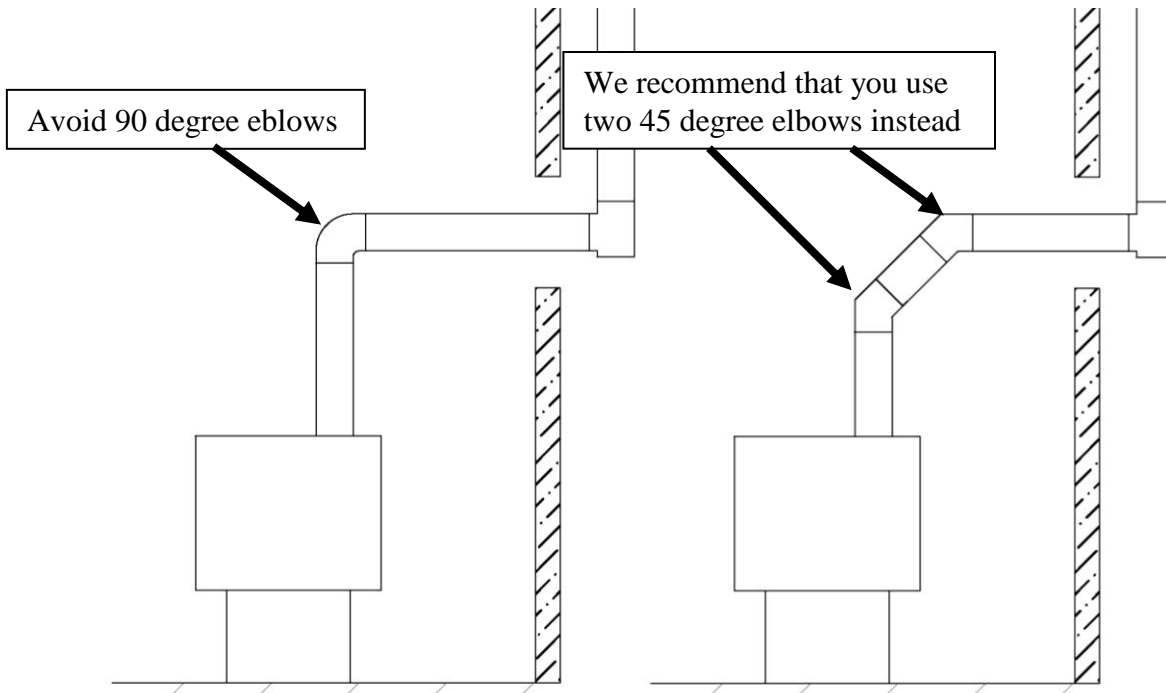 Avoid 90 degree eblows
We recommend that you use
two 45 degree elbows instead